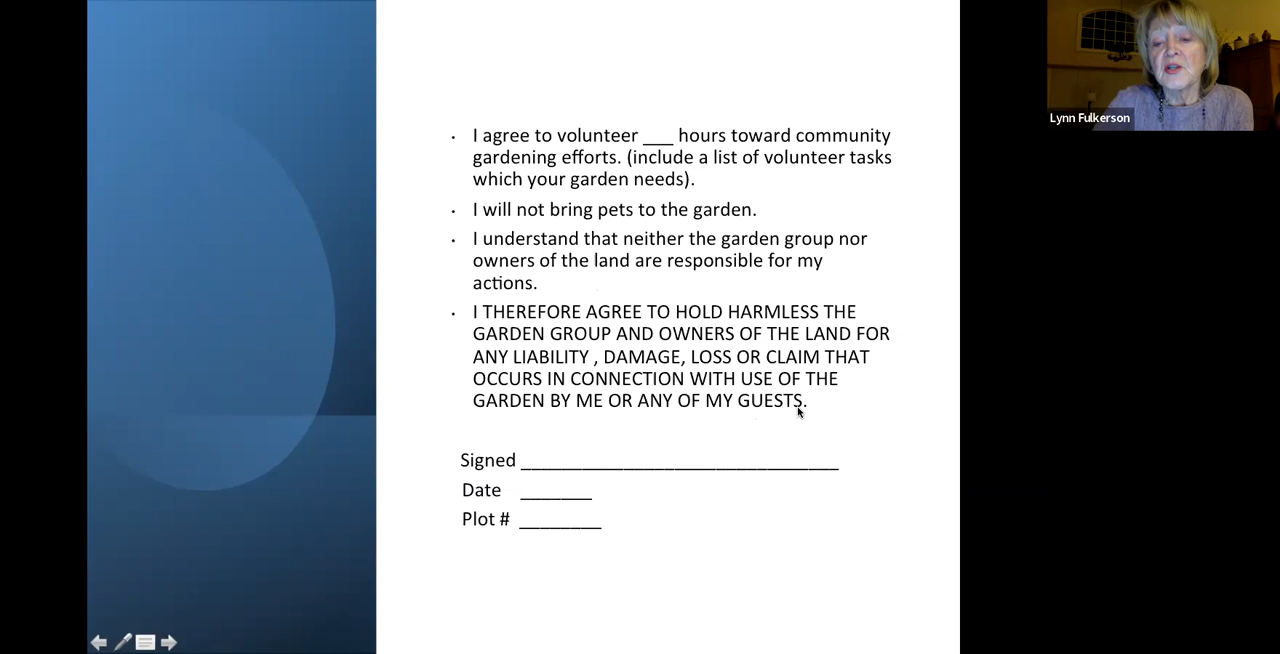 · I agree to volunteer ___ hours toward community
gardening efforts. (include a list of volunteer tasks
which your garden needs).
· I will not bring pets to the garden.
· I understand that neither the garden group nor
owners of the land are responsible for my
actions.
· I THEREFORE AGREE TO HOLD HARMLESS THE
GARDEN GROUP AND OWNERS OF THE LAND FOR
ANY LIABILITY , DAMAGE, LOSS OR CLAIM THAT
OCCURS IN CONNECTION WITH USE OF THE
GARDEN BY ME OR ANY OF MY GUESTS.
Signed _______________________________
Date _______
Plot # ________
Lynn Fulkerson